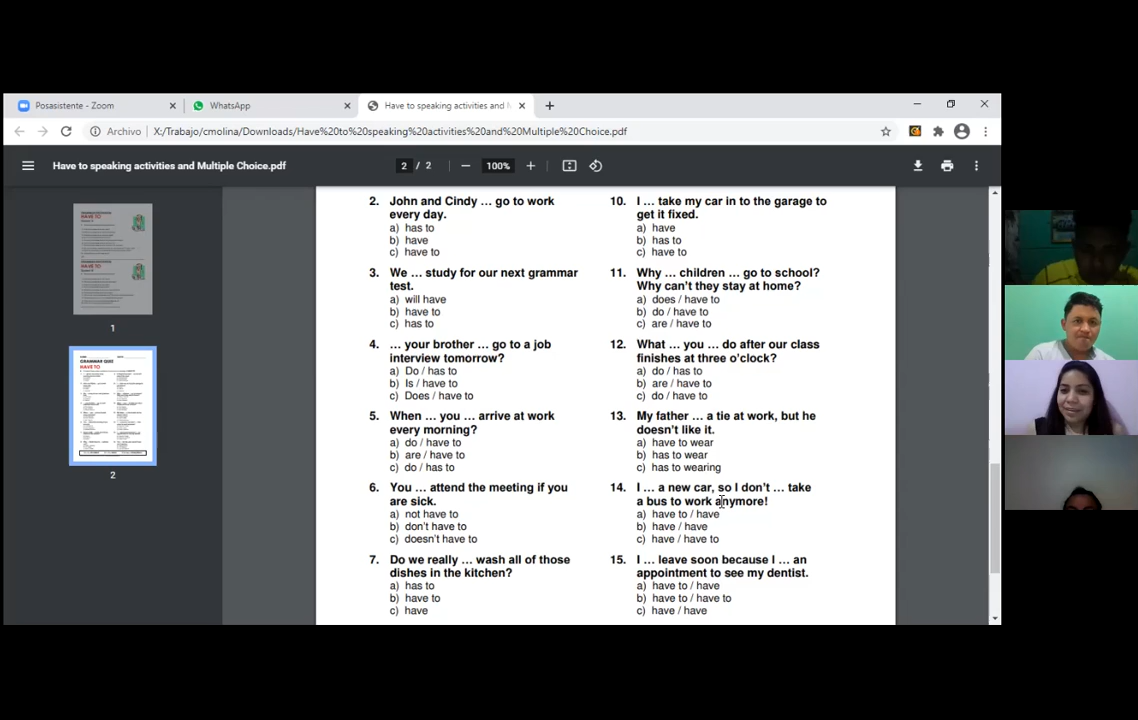 Posasistente - Zoom
WhatsApp
Have to speaking activities and M
Archivo
X:/Trabajo/cmolina/Downloads/Have%20to%20speaking%20activities%20and%20Multiple%20Choice.pdf
Have to speaking activities and Multiple Choice.pdf
2 / 2
100%
1
2
2. John and Cindy … go to work
every day.
a) has to
b) have
c) have to
3. We … study for our next grammar
test.
a) will have
b) have to
c) has to
4. … your brother … go to a job
interview tomorrow?
a) Do / has to
b) Is / have to
c) Does / have to
5. When … you … arrive at work
every morning?
a) do / have to
b) are / have to
c) do / has to
6. You … attend the meeting if you
are sick.
a) not have to
b) don't have to
c) doesn't have to
7. Do we really … wash all of those
dishes in the kitchen?
a) has to
b) have to
c) have
10. I … take my car in to the garage to
get it fixed.
a) have
b) has to
c) have to
11. Why … children … go to school?
Why can't they stay at home?
a) does / have to
b) do / have to
c) are / have to
12. What … you … do after our class
finishes at three o'clock?
a) do / has to
b) are / have to
c) do / have to
13. My father … a tie at work, but he
doesn't like it.
a) have to wear
b) has to wear
c) has to wearing
14. I … a new car, so I don't … take
a bus to work anymore!
a) have to / have
b) have / have
c) have / have to
15. I … leave soon because I … an
appointment to see my dentist.
a) have to / have
b) have to / have to
c) have / have